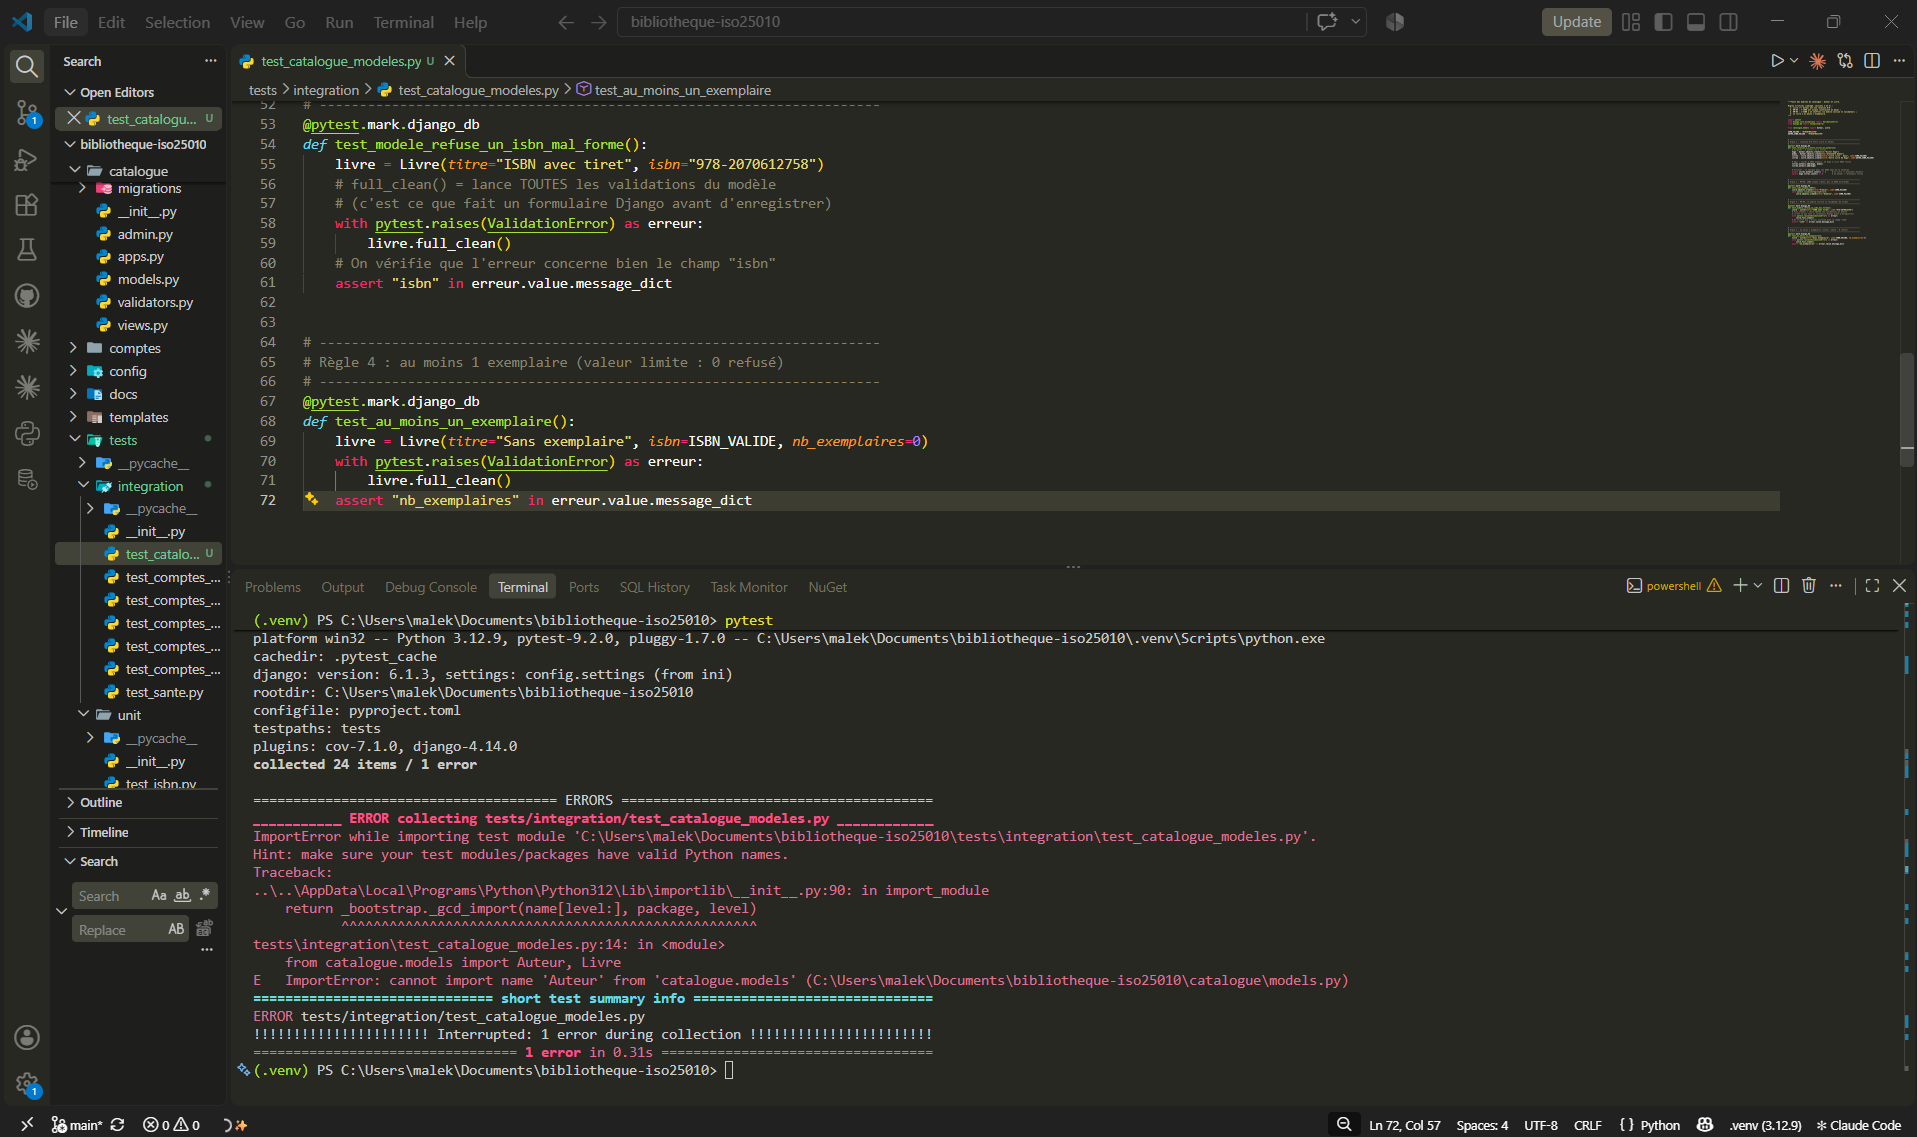 File Edit Selection View Go Run Terminal Help
bibliotheque-iso25010
Update
Search
Open Editors
test_catalogu... U
bibliotheque-iso25010
catalogue
migrations
__init__.py
admin.py
apps.py
models.py
validators.py
views.py
comptes
config
docs
templates
tests
__pycache__
integration
__pycache__
__init__.py
test_catalo... U
test_comptes_...
test_comptes_...
test_comptes_...
test_comptes_...
test_comptes_...
test_sante.py
unit
__pycache__
__init__.py
test_isbn.py
Outline
Timeline
Search
Search Aa ab .*
Replace AB
1
1
test_catalogue_modeles.py U
tests > integration > test_catalogue_modeles.py > test_au_moins_un_exemplaire
52 # ----------------------------------------------------------------------
53 @pytest.mark.django_db
54 def test_modele_refuse_un_isbn_mal_forme():
55 livre = Livre(titre="ISBN avec tiret", isbn="978-2070612758")
56 # full_clean() = lance TOUTES les validations du modèle
57 # (c'est ce que fait un formulaire Django avant d'enregistrer)
58 with pytest.raises(ValidationError) as erreur:
59 livre.full_clean()
60 # On vérifie que l'erreur concerne bien le champ "isbn"
61 assert "isbn" in erreur.value.message_dict
62
63
64 # ----------------------------------------------------------------------
65 # Règle 4 : au moins 1 exemplaire (valeur limite : 0 refusé)
66 # ----------------------------------------------------------------------
67 @pytest.mark.django_db
68 def test_au_moins_un_exemplaire():
69 livre = Livre(titre="Sans exemplaire", isbn=ISBN_VALIDE, nb_exemplaires=0)
70 with pytest.raises(ValidationError) as erreur:
71 livre.full_clean()
72 assert "nb_exemplaires" in erreur.value.message_dict
Problems Output Debug Console Terminal Ports SQL History Task Monitor NuGet
powershell
(.venv) PS C:\Users\malek\Documents\bibliotheque-iso25010> pytest
platform win32 -- Python 3.12.9, pytest-9.2.0, pluggy-1.7.0 -- C:\Users\malek\Documents\bibliotheque-iso25010\.venv\Scripts\python.exe
cachedir: .pytest_cache
django: version: 6.1.3, settings: config.settings (from ini)
rootdir: C:\Users\malek\Documents\bibliotheque-iso25010
configfile: pyproject.toml
testpaths: tests
plugins: cov-7.1.0, django-4.14.0
collected 24 items / 1 error
====================================== ERRORS =======================================
___________ ERROR collecting tests/integration/test_catalogue_modeles.py ____________
ImportError while importing test module 'C:\Users\malek\Documents\bibliotheque-iso25010\tests\integration\test_catalogue_modeles.py'.
Hint: make sure your test modules/packages have valid Python names.
Traceback:
..\..\AppData\Local\Programs\Python\Python312\Lib\importlib\__init__.py:90: in import_module
return _bootstrap._gcd_import(name[level:], package, level)
^^^^^^^^^^^^^^^^^^^^^^^^^^^^^^^^^^^^^^^^^^^^^^^^^^^^
tests\integration\test_catalogue_modeles.py:14: in <module>
from catalogue.models import Auteur, Livre
E ImportError: cannot import name 'Auteur' from 'catalogue.models' (C:\Users\malek\Documents\bibliotheque-iso25010\catalogue\models.py)
============================== short test summary info ==============================
ERROR tests/integration/test_catalogue_modeles.py
!!!!!!!!!!!!!!!!!!!!!! Interrupted: 1 error during collection !!!!!!!!!!!!!!!!!!!!!!!
================================= 1 error in 0.31s ==================================
(.venv) PS C:\Users\malek\Documents\bibliotheque-iso25010>
main* 0 0 Ln 72, Col 57 Spaces: 4 UTF-8 CRLF { } Python .venv (3.12.9) Claude Code